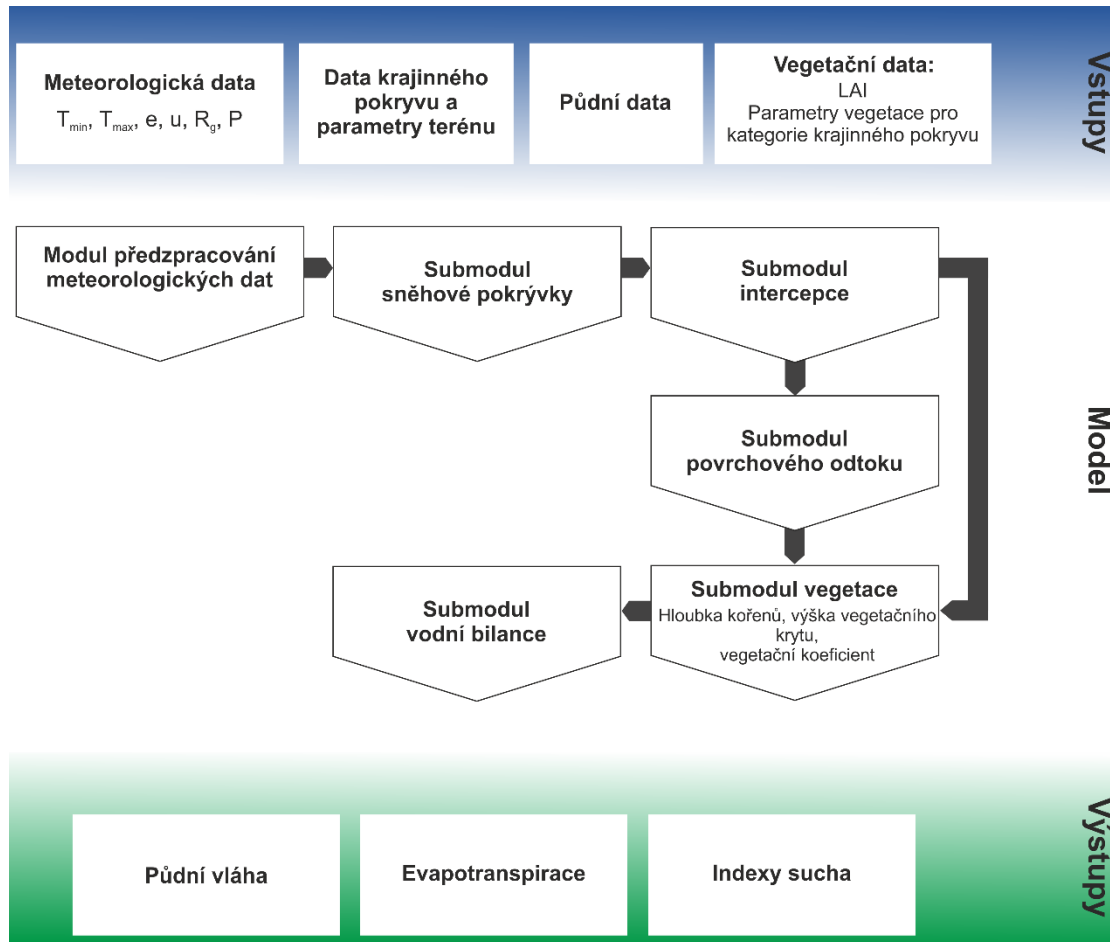 Vstupy
Meteorologická data
Tmin, Tmax, e, u, Rg, P
Data krajinného
pokryvu a
parametry terénu
Půdní data
Vegetační data:
LAI
Parametry vegetace pro
kategorie krajinného pokryvu
Model
Modul předzpracování
meteorologických dat
Submodul
sněhové pokrývky
Submodul
intercepce
Submodul
povrchového odtoku
Submodul vegetace
Hloubka kořenů, výška vegetačního
krytu,
vegetační koeficient
Submodul
vodní bilance
Výstupy
Půdní vláha
Evapotranspirace
Indexy sucha